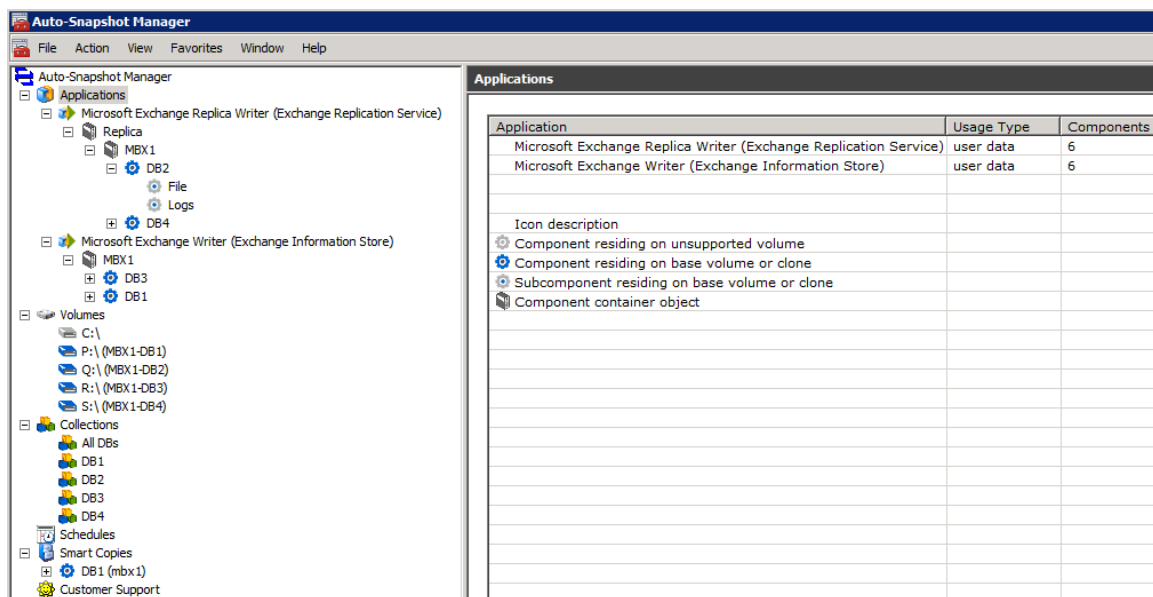 Auto-Snapshot Manager
File Action View Favorites Window Help
Auto-Snapshot Manager
Applications
Microsoft Exchange Replica Writer (Exchange Replication Service)
Replica
MBX1
DB2
File
Logs
DB4
Microsoft Exchange Writer (Exchange Information Store)
MBX1
DB3
DB1
Volumes
C:\
P:\ (MBX1-DB1)
Q:\ (MBX1-DB2)
R:\ (MBX1-DB3)
S:\ (MBX1-DB4)
Collections
All DBs
DB1
DB2
DB3
DB4
Schedules
Smart Copies
DB1 (mbx1)
Customer Support
Applications
Application Usage Type Components
Microsoft Exchange Replica Writer (Exchange Replication Service) user data 6
Microsoft Exchange Writer (Exchange Information Store) user data 6
Icon description
Component residing on unsupported volume
Component residing on base volume or clone
Subcomponent residing on base volume or clone
Component container object